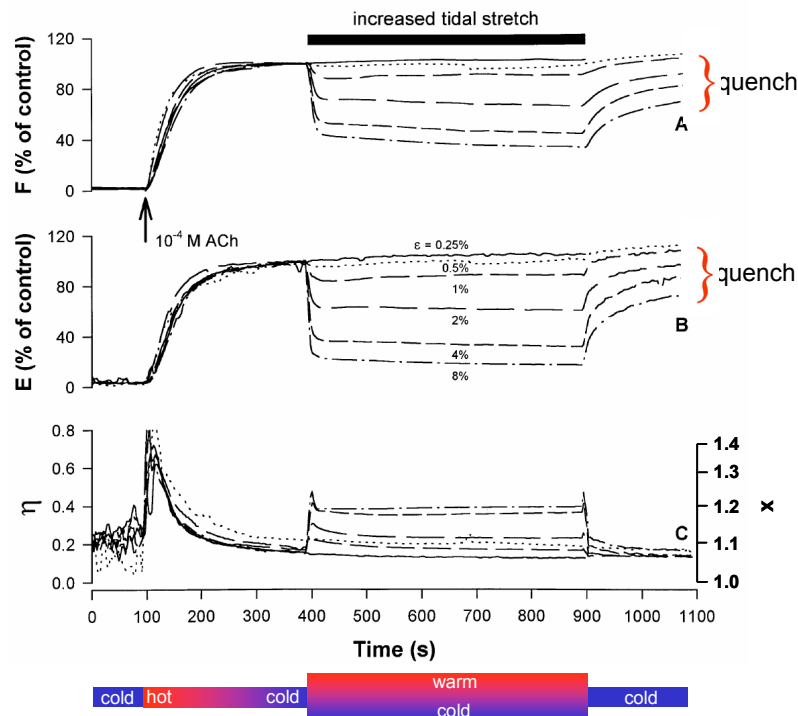 increased tidal stretch
120
80
40
0
F (% of control)
A
quench
10⁻⁴ M ACh
120
80
40
0
E (% of control)
ε = 0.25%
0.5%
1%
2%
4%
8%
B
quench
0.8
0.6
0.4
0.2
0.0
η
C
1.4
1.3
1.2
1.1
1.0
x
0 100 200 300 400 500 600 700 800 900 1000 1100
Time (s)
cold hot cold warm cold cold